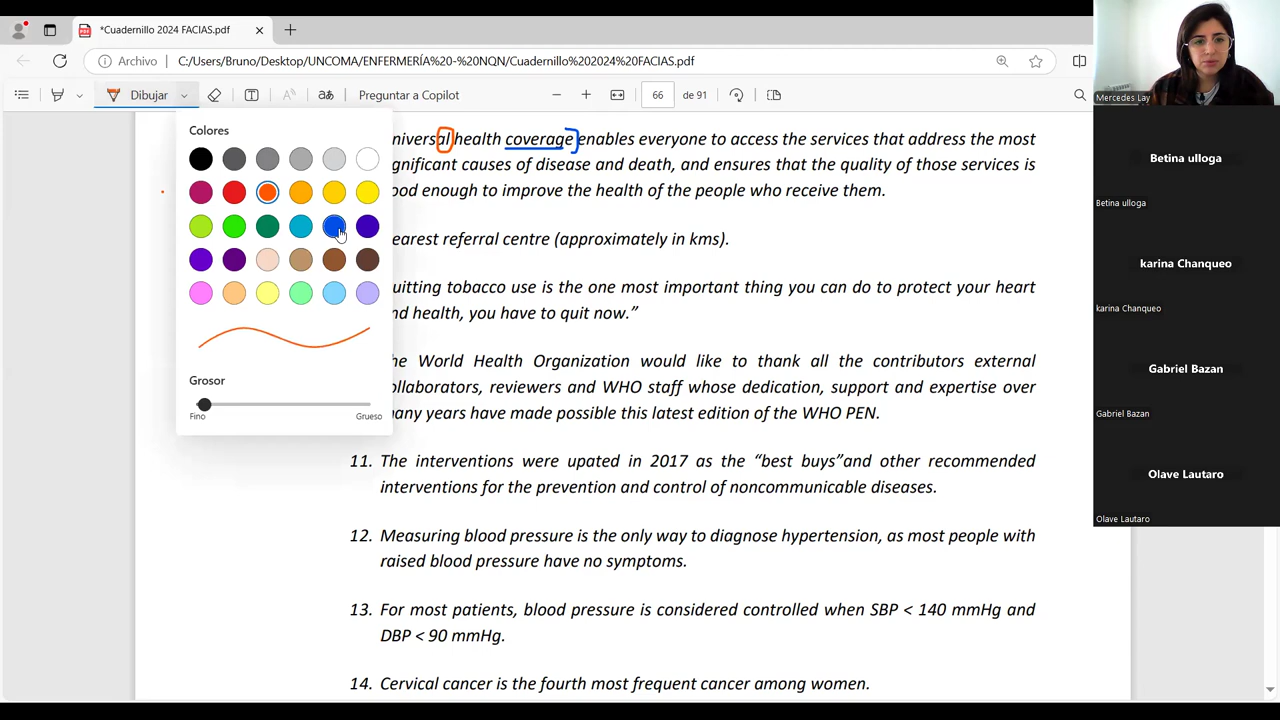 *Cuadernillo 2024 FACIAS.pdf
Archivo C:/Users/Bruno/Desktop/UNCOMA/ENFERMERÍA%20-%20NQN/Cuadernillo%202024%20FACIAS.pdf
Dibujar Preguntar a Copilot 66 de 91
Colores
Grosor
Fino Grueso
niversal health coverage enables everyone to access the services that address the most
gnificant causes of disease and death, and ensures that the quality of those services is
ood enough to improve the health of the people who receive them.
earest referral centre (approximately in kms).
uitting tobacco use is the one most important thing you can do to protect your heart
nd health, you have to quit now.”
he World Health Organization would like to thank all the contributors external
ollaborators, reviewers and WHO staff whose dedication, support and expertise over
any years have made possible this latest edition of the WHO PEN.
11. The interventions were upated in 2017 as the “best buys”and other recommended
interventions for the prevention and control of noncommunicable diseases.
12. Measuring blood pressure is the only way to diagnose hypertension, as most people with
raised blood pressure have no symptoms.
13. For most patients, blood pressure is considered controlled when SBP < 140 mmHg and
DBP < 90 mmHg.
14. Cervical cancer is the fourth most frequent cancer among women.
Mercedes Lay
Betina ulloga
Betina ulloga
karina Chanqueo
karina Chanqueo
Gabriel Bazan
Gabriel Bazan
Olave Lautaro
Olave Lautaro